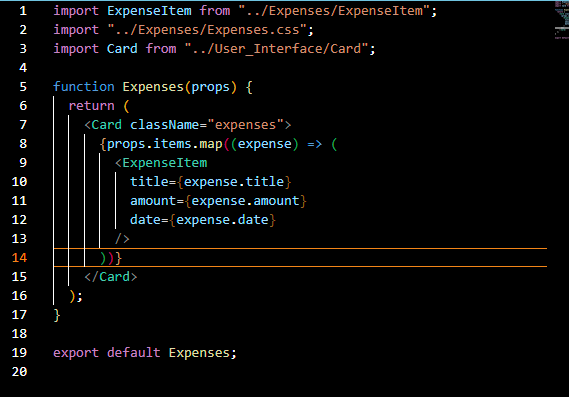 1 import ExpenseItem from "../Expenses/ExpenseItem";
2 import "../Expenses/Expenses.css";
3 import Card from "../User_Interface/Card";
4
5 function Expenses(props) {
6 return (
7 <Card className="expenses">
8 {props.items.map((expense) => (
9 <ExpenseItem
10 title={expense.title}
11 amount={expense.amount}
12 date={expense.date}
13 />
14 ))}
15 </Card>
16 );
17 }
18
19 export default Expenses;
20